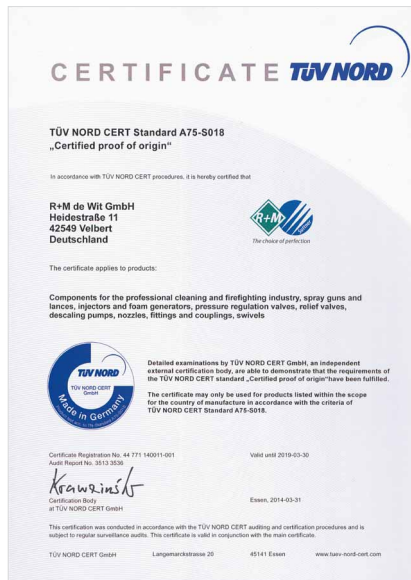 CERTIFICATE TÜV NORD
TÜV NORD CERT Standard A75-S018
„Certified proof of origin“
In accordance with TÜV NORD CERT procedures, it is hereby certified that
R+M de Wit GmbH
Heidestraße 11
42549 Velbert
Deutschland
R+M
The choice of perfection
The certificate applies to products:
Components for the professional cleaning and firefighting industry, spray guns and
lances, injectors and foam generators, pressure regulation valves, relief valves,
descaling pumps, nozzles, fittings and couplings, swivels
TÜV NORD
TÜV NORD CERT
GmbH
Made in Germany
Detailed examinations by TÜV NORD CERT GmbH, an independent
external certification body, are able to demonstrate that the requirements of
the TÜV NORD CERT standard „Certified proof of origin“have been fulfilled.
The certificate may only be used for products listed within the scope
for the country of manufacture in accordance with the criteria of
TÜV NORD CERT Standard A75-S018.
Certificate Registration No. 44 771 140011-001
Valid until 2019-03-30
Audit Report No. 3513 3536
Certification Body
at TÜV NORD CERT GmbH
Essen, 2014-03-31
This certification was conducted in accordance with the TÜV NORD CERT auditing and certification procedures and is
subject to regular surveillance audits. This certificate is valid in conjunction with the main certificate.
TÜV NORD CERT GmbH Langemarckstrasse 20 45141 Essen www.tuev-nord-cert.com